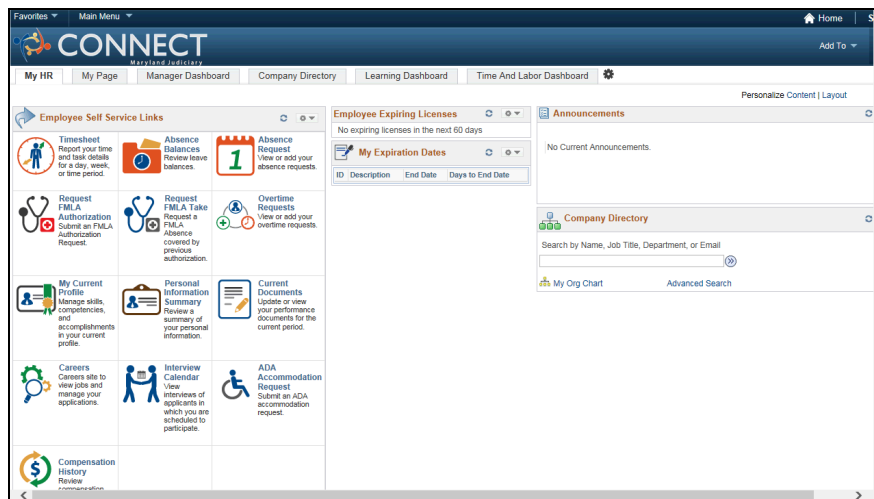 Favorites Main Menu Home
CONNECT
Maryland Judiciary
Add To
My HR My Page Manager Dashboard Company Directory Learning Dashboard Time And Labor Dashboard
Personalize Content | Layout
Employee Self Service Links
Timesheet
Report your time
and task details
for a day, week,
or time period.
Absence
Balances
Review leave
balances.
1
Absence
Request
View or add your
absence requests.
Request
FMLA
Authorization
Submit an FMLA
Authorization
Request.
Request
FMLA Take
Request a
FMLA
Absence
covered by
previous
authorization.
Overtime
Requests
View or add your
overtime requests.
My Current
Profile
Manage skills,
competencies,
and
accomplishments
in your current
profile.
Personal
Information
Summary
Review a
summary of
your personal
information.
Current
Documents
Update or view
your performance
documents for the
current period.
Careers
Careers site to
view jobs and
manage your
applications.
Interview
Calendar
View
interviews of
applicants in
which you are
scheduled to
participate.
ADA
Accommodation
Request
Submit an ADA
accommodation
request.
$
Compensation
History
Review
compensation
Employee Expiring Licenses
No expiring licenses in the next 60 days
My Expiration Dates
ID Description End Date Days to End Date
Announcements
No Current Announcements.
Company Directory
Search by Name, Job Title, Department, or Email
My Org Chart Advanced Search